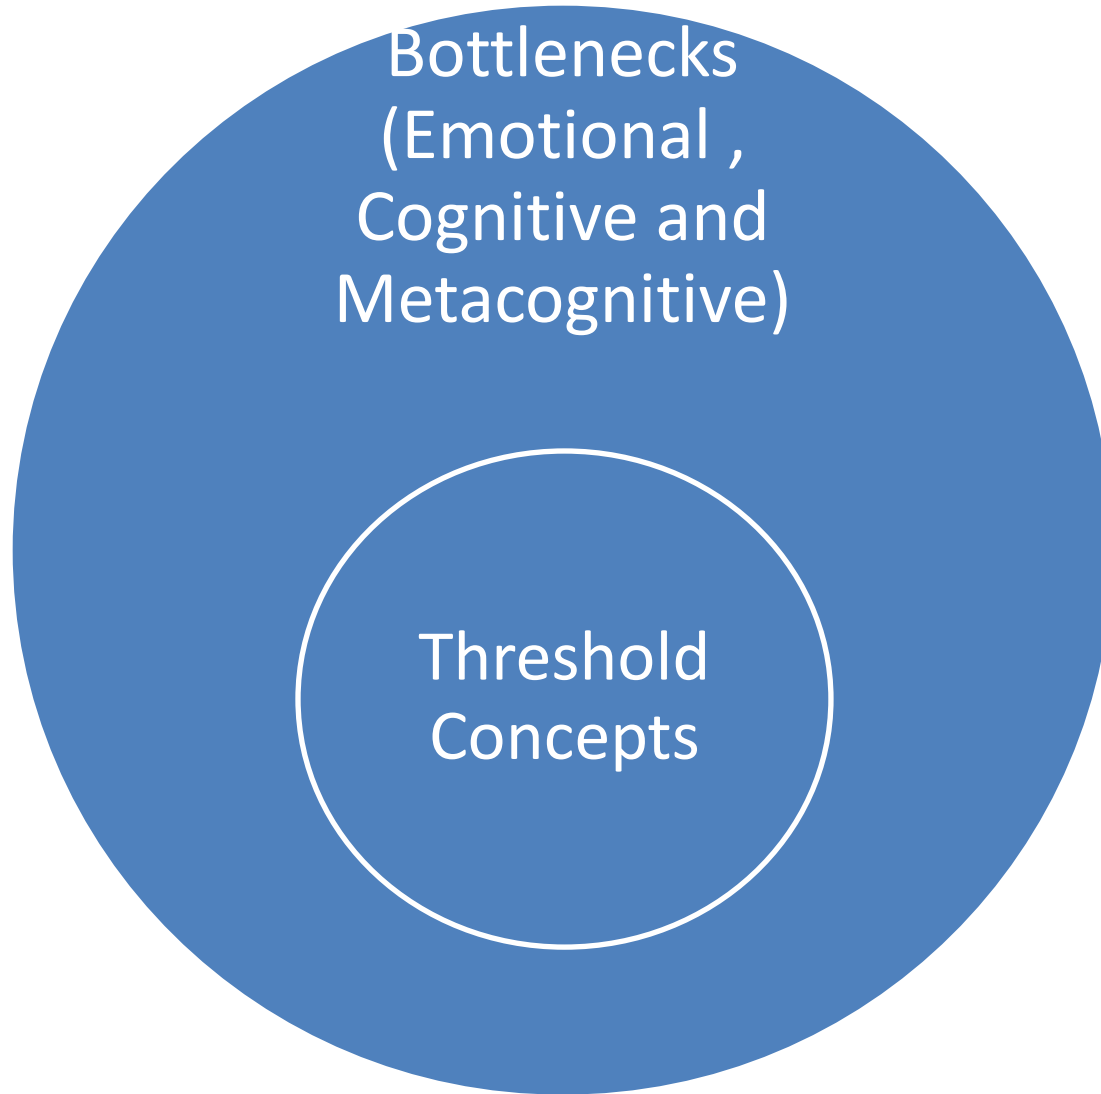 Bottlenecks
(Emotional ,
Cognitive and
Metacognitive)
Threshold
Concepts